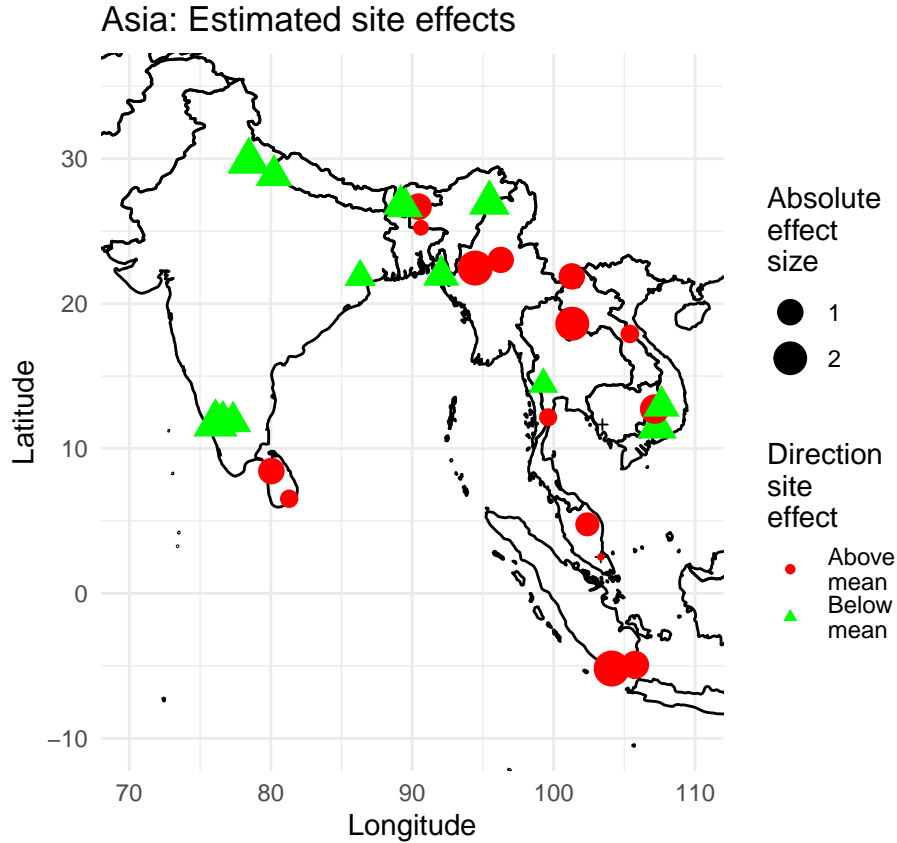 Asia: Estimated site effects
30
20
10
0
−10
70
80
90
100
110
Longitude
Latitude
Absolute
effect
size
1
2
Direction
site
effect
Above
mean
Below
mean